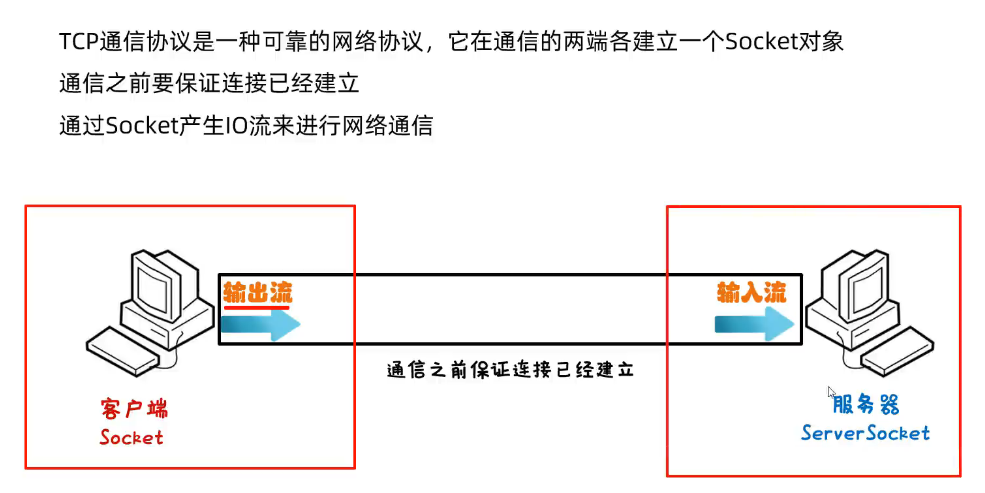 TCP通信协议是一种可靠的网络协议，它在通信的两端各建立一个Socket对象
通信之前要保证连接已经建立
通过Socket产生IO流来进行网络通信
输出流
输入流
通信之前保证连接已经建立
客户端
Socket
服务器
ServerSocket